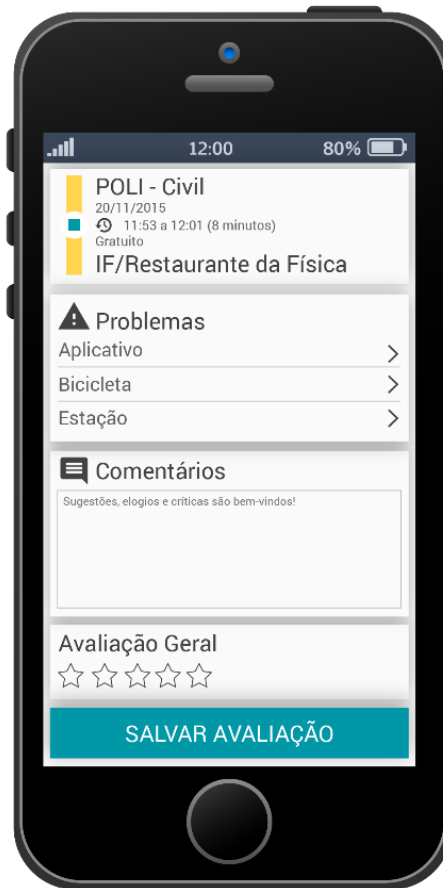 12:00
80%
POLI - Civil
20/11/2015
11:53 a 12:01 (8 minutos)
Gratuito
IF/Restaurante da Física
Problemas
Aplicativo
Bicicleta
Estação
Comentários
Sugestões, elogios e críticas são bem-vindos!
Avaliação Geral
SALVAR AVALIAÇÃO